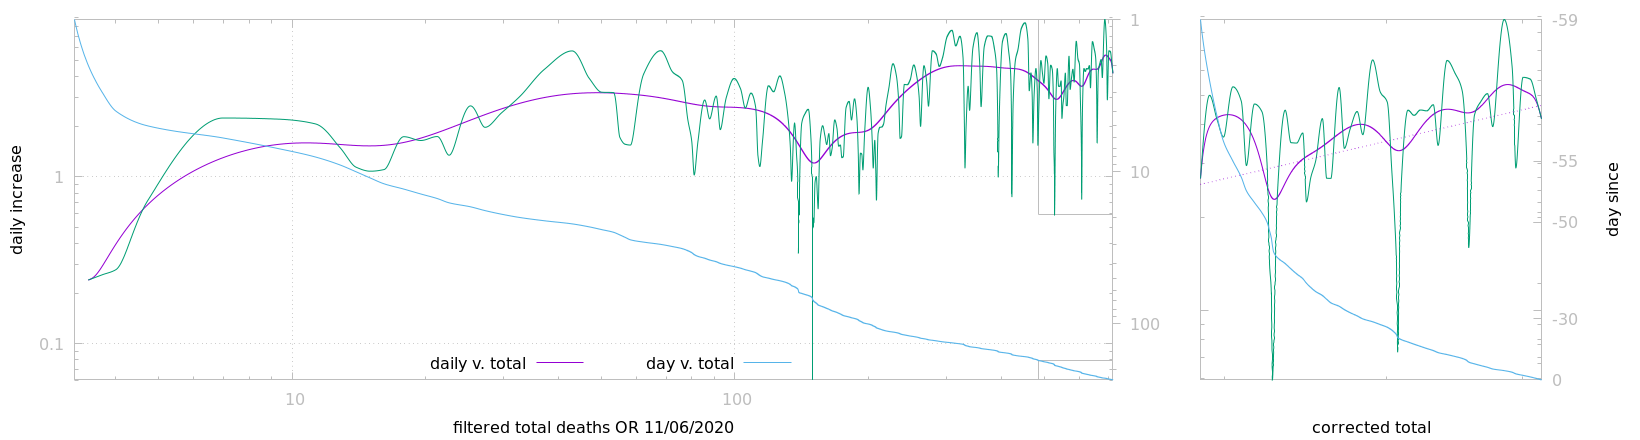 1
-59
daily increase
1
10
-55
-50
day since
0.1
100
-30
daily v. total
day v. total
0
10
100
filtered total deaths OR 11/06/2020
corrected total